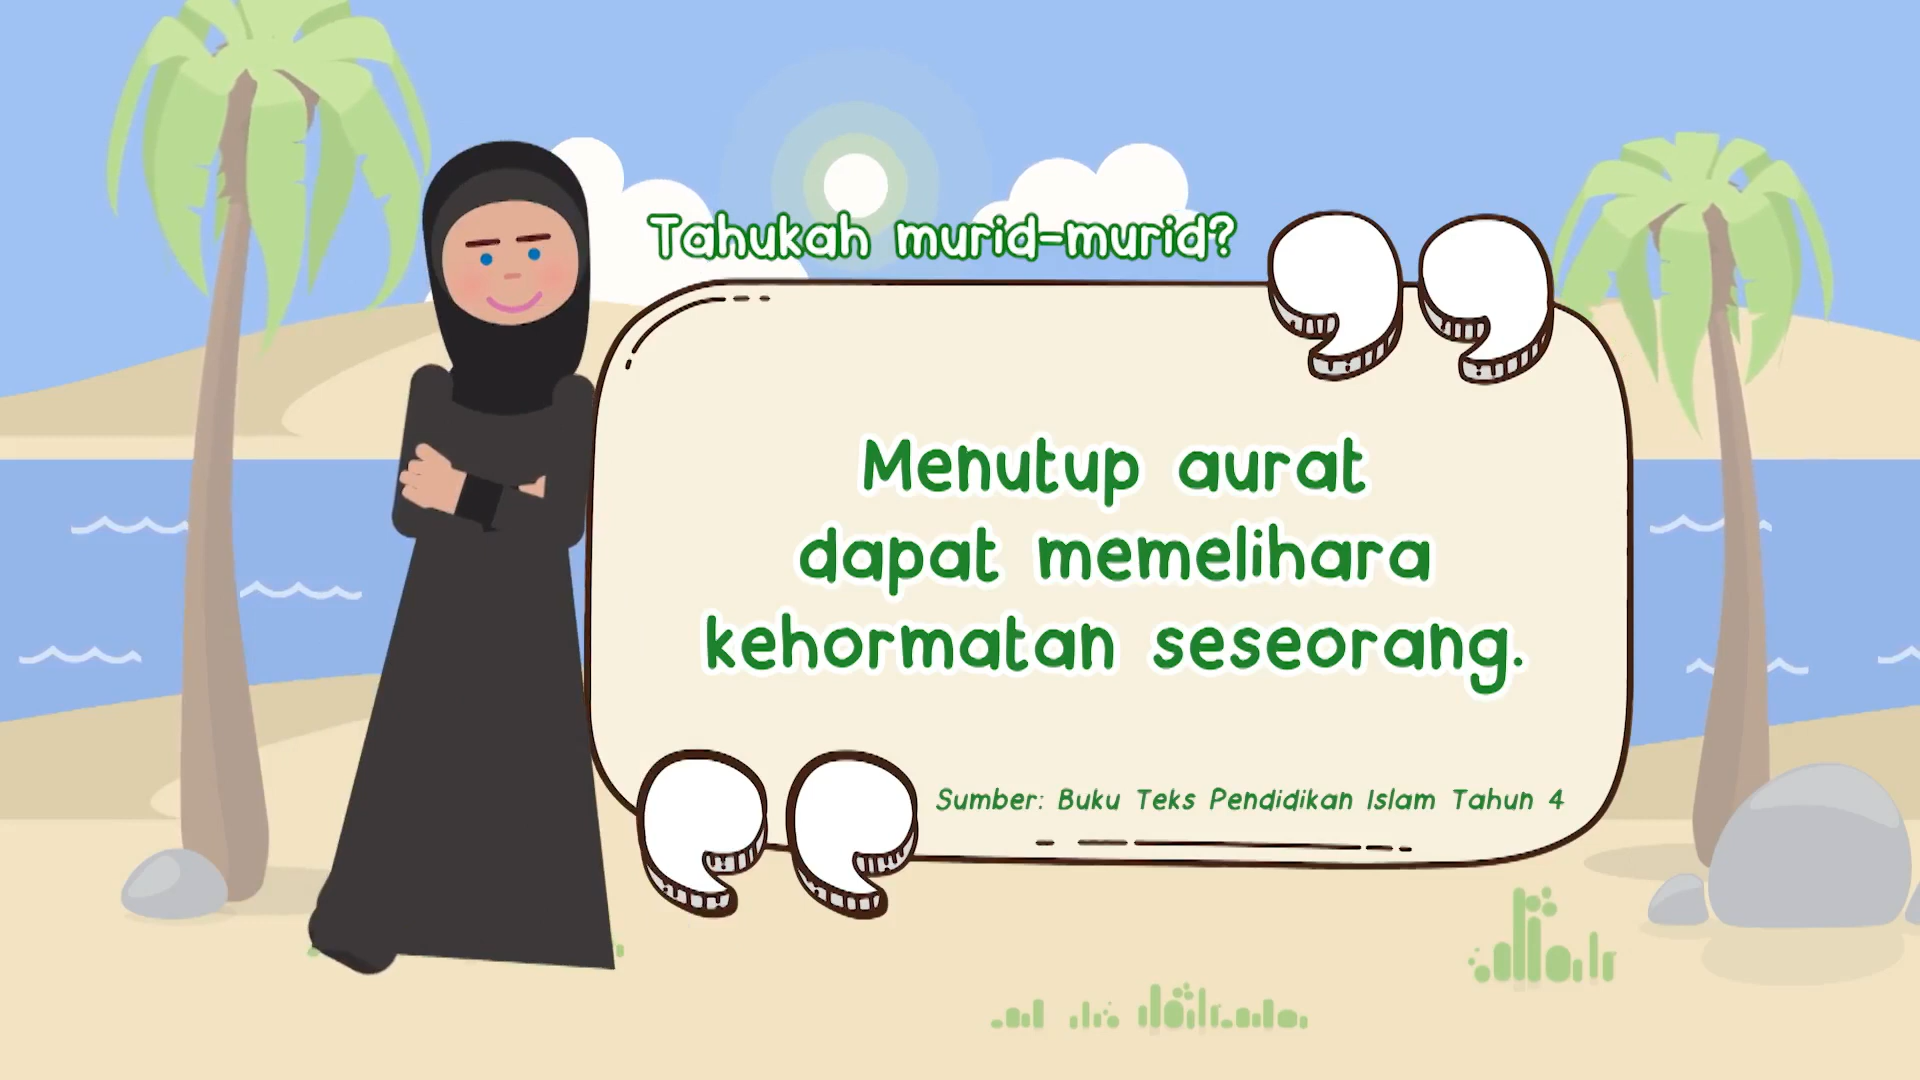 Tahukah murid-murid?
Menutup aurat
dapat memelihara
kehormatan seseorang.
Sumber: Buku Teks Pendidikan Islam Tahun 4